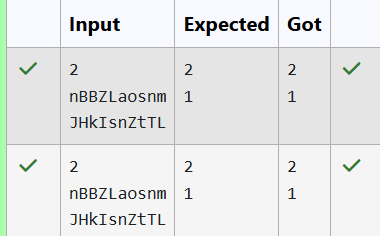 Input Expected Got
2 2 2
nBBZLaosnm 1 1
JHkIsnZtTL
2 2 2
nBBZLaosnm 1 1
JHkIsnZtTL